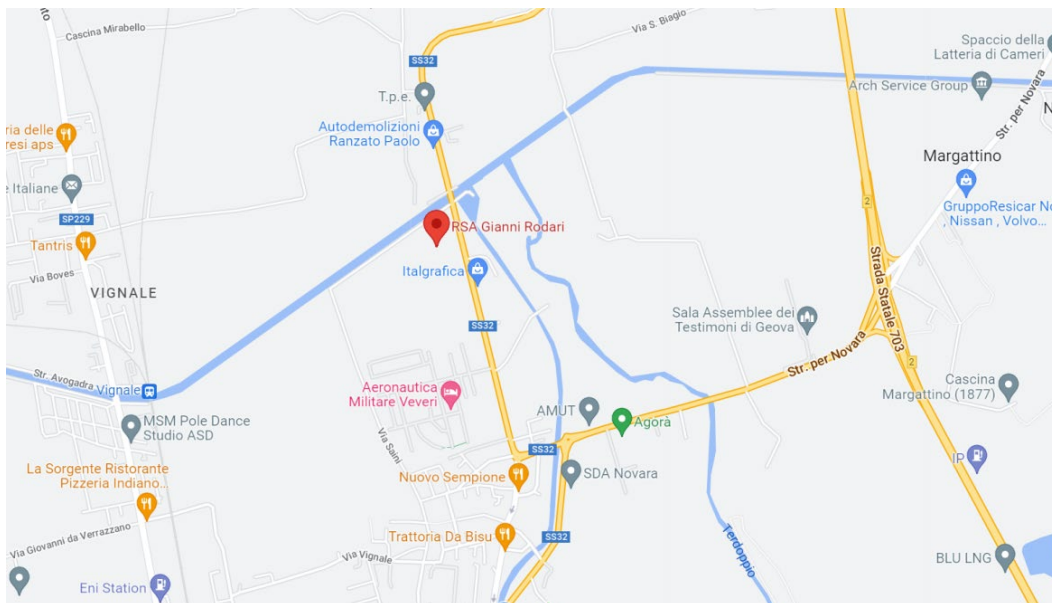 Cascina Mirabello
Via S. Biagio
Spaccio della
Latteria di Cameri
SS32
T.p.e.
Arch Service Group
Str. per Novara
N
Autodemolizioni
Ranzato Paolo
ria delle
resi aps
Margattino
e Italiane
2
GruppoResicar No
, Nissan , Volvo...
SP229
RSA Gianni Rodari
Tantris
Via Boves
Italgrafica
Strada Statale 703
VIGNALE
SS32
Sala Assemblee dei
Testimoni di Geova
Str. per Novara
2
Str. Avogadra
Vignale
Aeronautica
Militare Veveri
Cascina
Margattino (1877)
AMUT
Agorà
MSM Pole Dance
Studio ASD
Via Saini
SS32
IP
La Sorgente Ristorante
Pizzeria Indiano...
Nuovo Sempione
SDA Novara
Trattoria Da Bisu
SS32
Terdoppio
Via Giovanni da Verrazzano
Via Vignale
BLU LNG
Eni Station